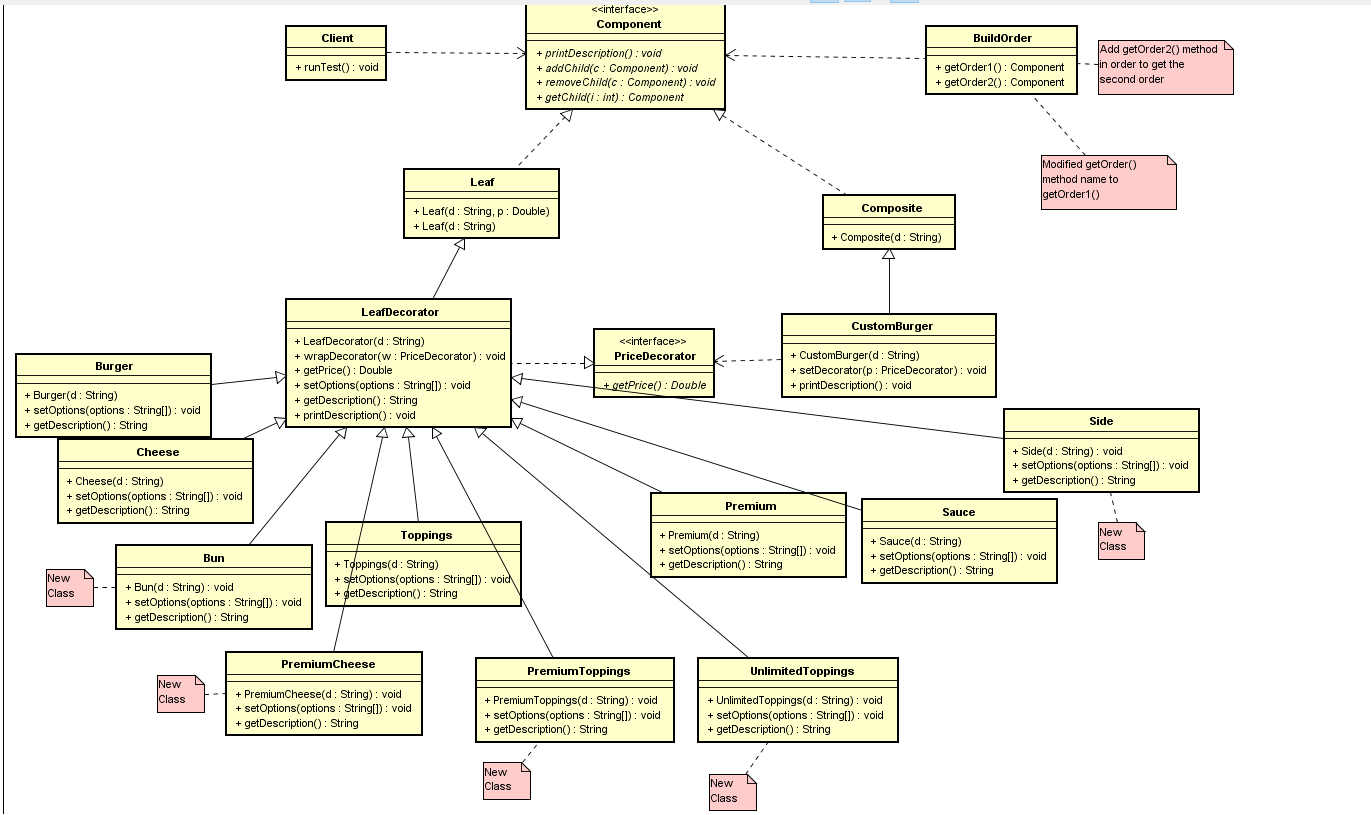 <<interface>>
Component
+ printDescription() : void
+ addChild(c : Component) : void
+ removeChild(c : Component) : void
+ getChild(i : int) : Component
Client
+ runTest() : void
BuildOrder
+ getOrder1() : Component
+ getOrder2() : Component
Add getOrder2() method
in order to get the
second order
Modified getOrder()
method name to
getOrder1()
Leaf
+ Leaf(d : String, p : Double)
+ Leaf(d : String)
Composite
+ Composite(d : String)
LeafDecorator
+ LeafDecorator(d : String)
+ wrapDecorator(w : PriceDecorator) : void
+ getPrice() : Double
+ setOptions(options : String[]) : void
+ getDescription() : String
+ printDescription() : void
<<interface>>
PriceDecorator
+ getPrice() : Double
CustomBurger
+ CustomBurger(d : String)
+ setDecorator(p : PriceDecorator) : void
+ printDescription() : void
Burger
+ Burger(d : String)
+ setOptions(options : String[]) : void
+ getDescription() : String
Cheese
+ Cheese(d : String)
+ setOptions(options : String[]) : void
+ getDescription() : String
Side
+ Side(d : String) : void
+ setOptions(options : String[]) : void
+ getDescription() : String
New
Class
Premium
+ Premium(d : String)
+ setOptions(options : String[]) : void
+ getDescription() : String
Sauce
+ Sauce(d : String)
+ setOptions(options : String[]) : void
+ getDescription() : String
Toppings
+ Toppings(d : String)
+ setOptions(options : String[]) : void
+ getDescription() : String
Bun
+ Bun(d : String) : void
+ setOptions(options : String[]) : void
+ getDescription() : String
New
Class
PremiumCheese
+ PremiumCheese(d : String) : void
+ setOptions(options : String[]) : void
+ getDescription() : String
New
Class
PremiumToppings
+ PremiumToppings(d : String) : void
+ setOptions(options : String[]) : void
+ getDescription() : String
New
Class
UnlimitedToppings
+ UnlimitedToppings(d : String) : void
+ setOptions(options : String[]) : void
+ getDescription() : String
New
Class